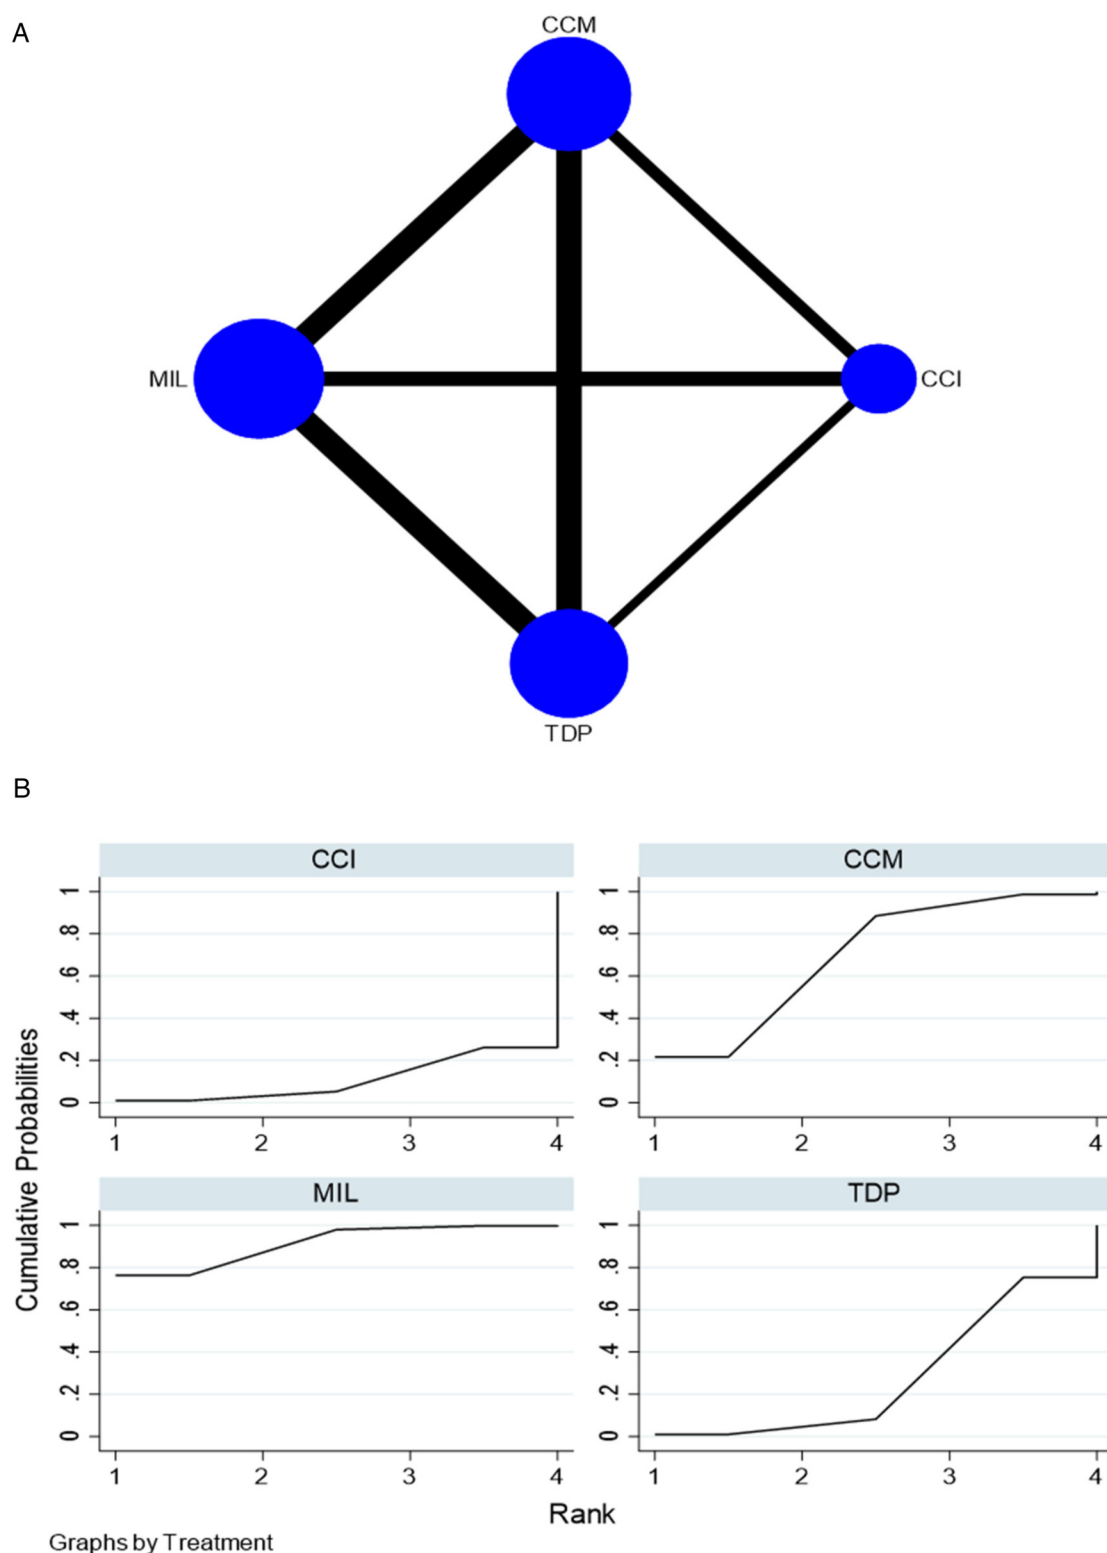 A
CCM
MIL
CCI
TDP
B
CCI
CCM
0 .2 .4 .6 .8 1
0 .2 .4 .6 .8 1
1 2 3 4
1 2 3 4
MIL
TDP
0 .2 .4 .6 .8 1
0 .2 .4 .6 .8 1
1 2 3 4
1 2 3 4
Cumulative Probabilities
Rank
Graphs by Treatment